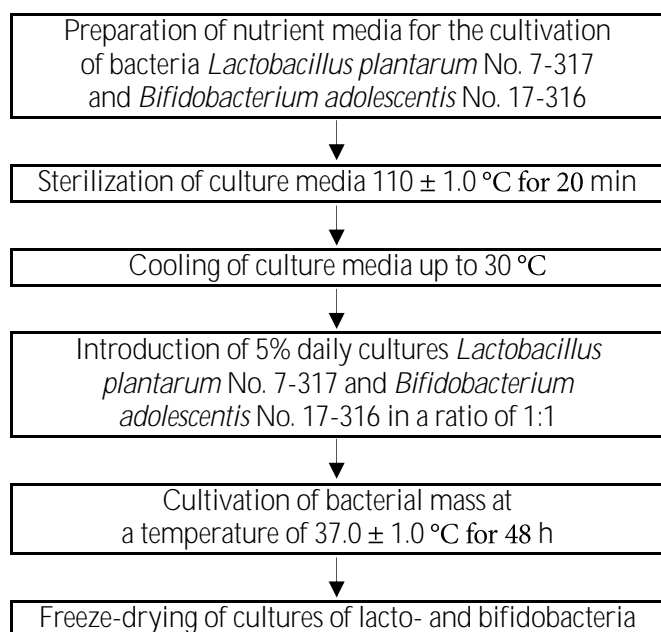 Preparation of nutrient media for the cultivation
of bacteria Lactobacillus plantarum No. 7-317
and Bifidobacterium adolescentis No. 17-316
Sterilization of culture media 110 ± 1.0 °C for 20 min
Cooling of culture media up to 30 °C
Introduction of 5% daily cultures Lactobacillus
plantarum No. 7-317 and Bifidobacterium
adolescentis No. 17-316 in a ratio of 1:1
Cultivation of bacterial mass at
a temperature of 37.0 ± 1.0 °C for 48 h
Freeze-drying of cultures of lacto- and bifidobacteria